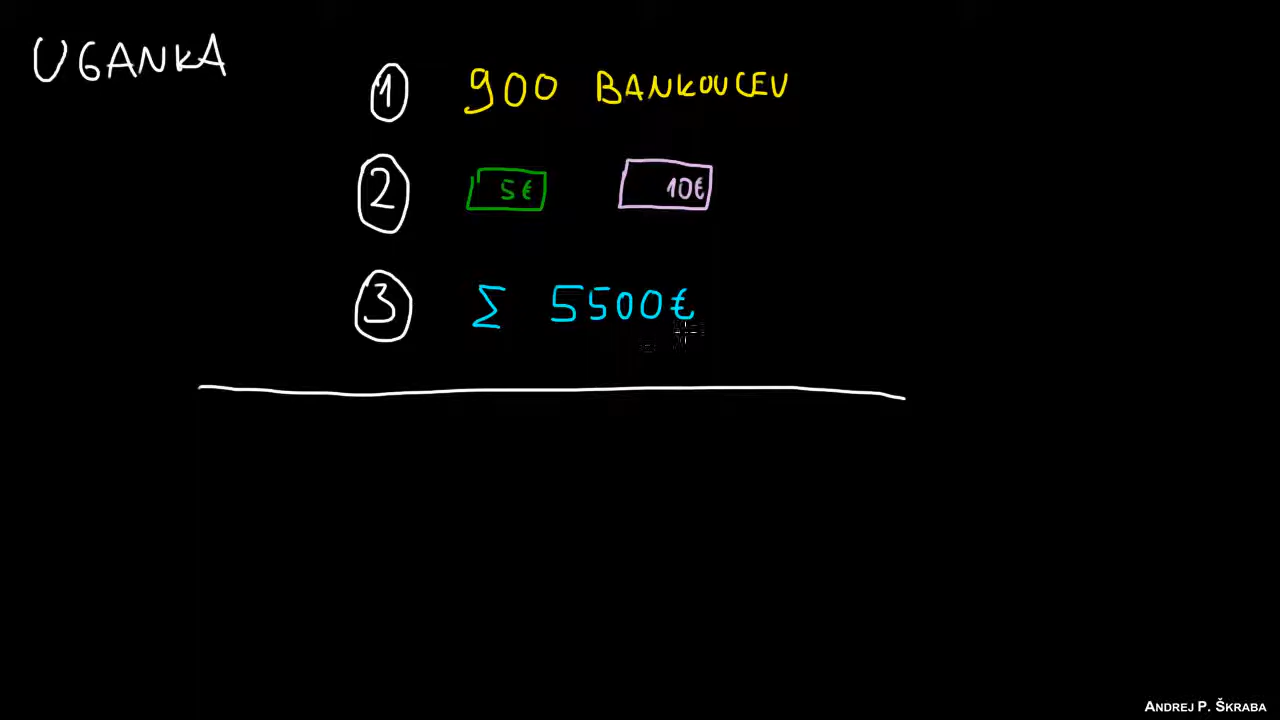 UGANKA
1 900 BANKOVCEV
2 5€ 10€
3 Σ 5500€
ANDREJ P. ŠKRABA